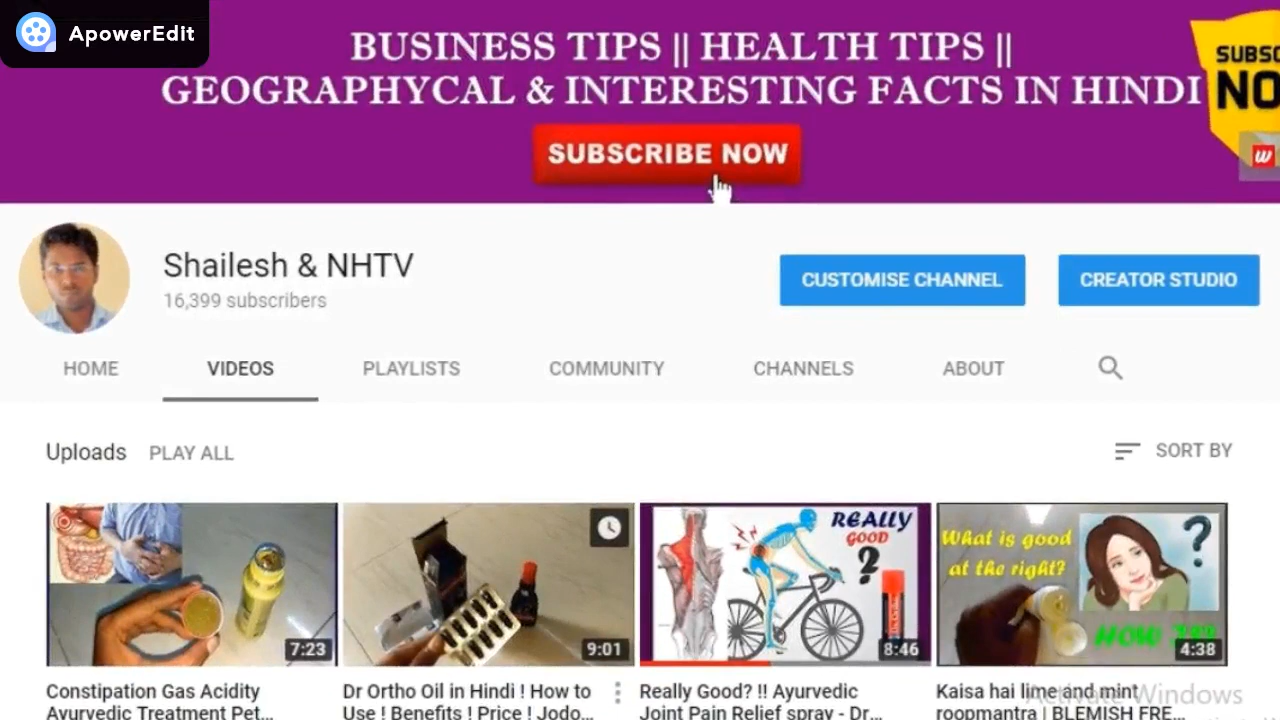 ApowerEdit
BUSINESS TIPS || HEALTH TIPS ||
GEOGRAPHYCAL & INTERESTING FACTS IN HINDI
SUBSCRIBE NOW
Shailesh & NHTV
16,399 subscribers
CUSTOMISE CHANNEL
CREATOR STUDIO
HOME
VIDEOS
PLAYLISTS
COMMUNITY
CHANNELS
ABOUT
Uploads
PLAY ALL
SORT BY
7:23
9:01
REALLY
GOOD
?
8:46
What is good
at the right?
?
4:38
Constipation Gas Acidity
Ayurvedic Treatment Pet...
Dr Ortho Oil in Hindi ! How to
Use ! Benefits ! Price ! Jodo...
Really Good? !! Ayurvedic
Joint Pain Relief spray - Dr...
Kaisa hai lime and mint
roopmantra | BLEMISH FRE...
Activate Windows